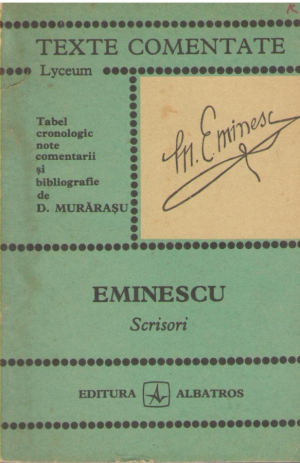 TEXTE COMENTATE
Lyceum
Tabel
cronologic
note
comentarii
și
bibliografie
de
D. MURĂRAȘU
M. Eminesc
EMINESCU
Scrisori
EDITURA
ALBATROS